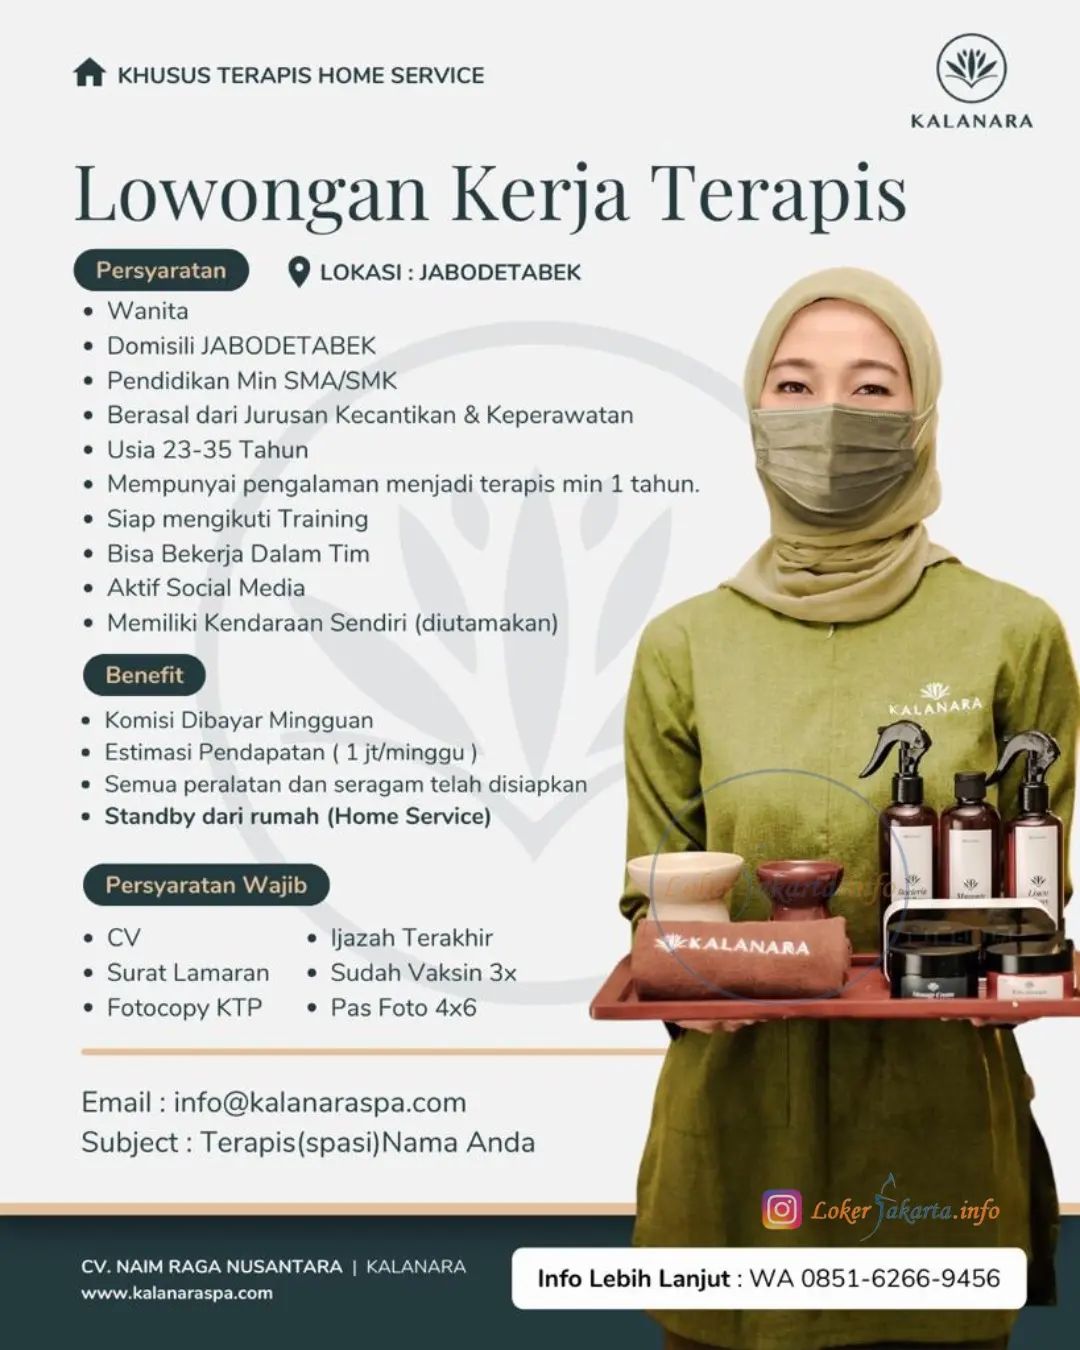 KHUSUS TERAPIS HOME SERVICE
KALANARA
Lowongan Kerja Terapis
Persyaratan
LOKASI : JABODETABEK
• Wanita
• Domisili JABODETABEK
• Pendidikan Min SMA/SMK
• Berasal dari Jurusan Kecantikan & Keperawatan
• Usia 23-35 Tahun
• Mempunyai pengalaman menjadi terapis min 1 tahun.
• Siap mengikuti Training
• Bisa Bekerja Dalam Tim
• Aktif Social Media
• Memiliki Kendaraan Sendiri (diutamakan)
Benefit
• Komisi Dibayar Mingguan
• Estimasi Pendapatan ( 1 jt/minggu )
• Semua peralatan dan seragam telah disiapkan
• Standby dari rumah (Home Service)
KALANARA
Loker Jakarta.info
KALANARA
Persyaratan Wajib
• CV
• Surat Lamaran
• Fotocopy KTP
• Ijazah Terakhir
• Sudah Vaksin 3x
• Pas Foto 4x6
Email : info@kalanaraspa.com
Subject : Terapis(spasi)Nama Anda
Loker Jakarta.info
CV. NAIM RAGA NUSANTARA | KALANARA
www.kalanaraspa.com
Info Lebih Lanjut : WA 0851-6266-9456